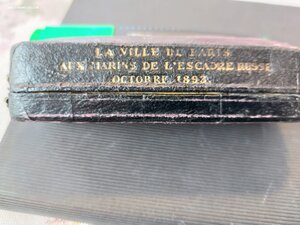 LA VILLE DE PARIS
AUX MARINS DE L'ESCADRE RUSSE
OCTOBRE 1893